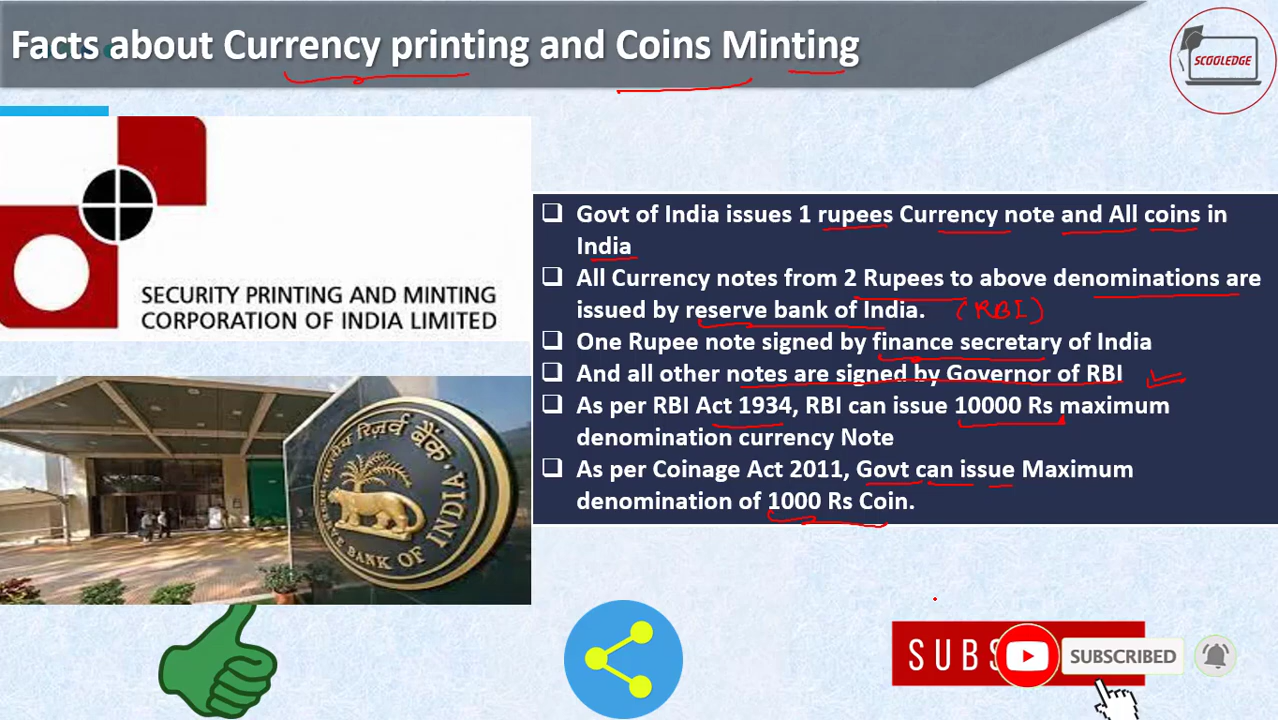 Facts about Currency printing and Coins Minting
SCOOLEDGE
SECURITY PRINTING AND MINTING
CORPORATION OF INDIA LIMITED
❑ Govt of India issues 1 rupees Currency note and All coins in
India
❑ All Currency notes from 2 Rupees to above denominations are
issued by reserve bank of India. (RBI)
❑ One Rupee note signed by finance secretary of India
❑ And all other notes are signed by Governor of RBI
❑ As per RBI Act 1934, RBI can issue 10000 Rs maximum
denomination currency Note
❑ As per Coinage Act 2011, Govt can issue Maximum
denomination of 1000 Rs Coin.
भारतीय रिज़र्व बैंक
RESERVE BANK OF INDIA
SUBS
SUBSCRIBED